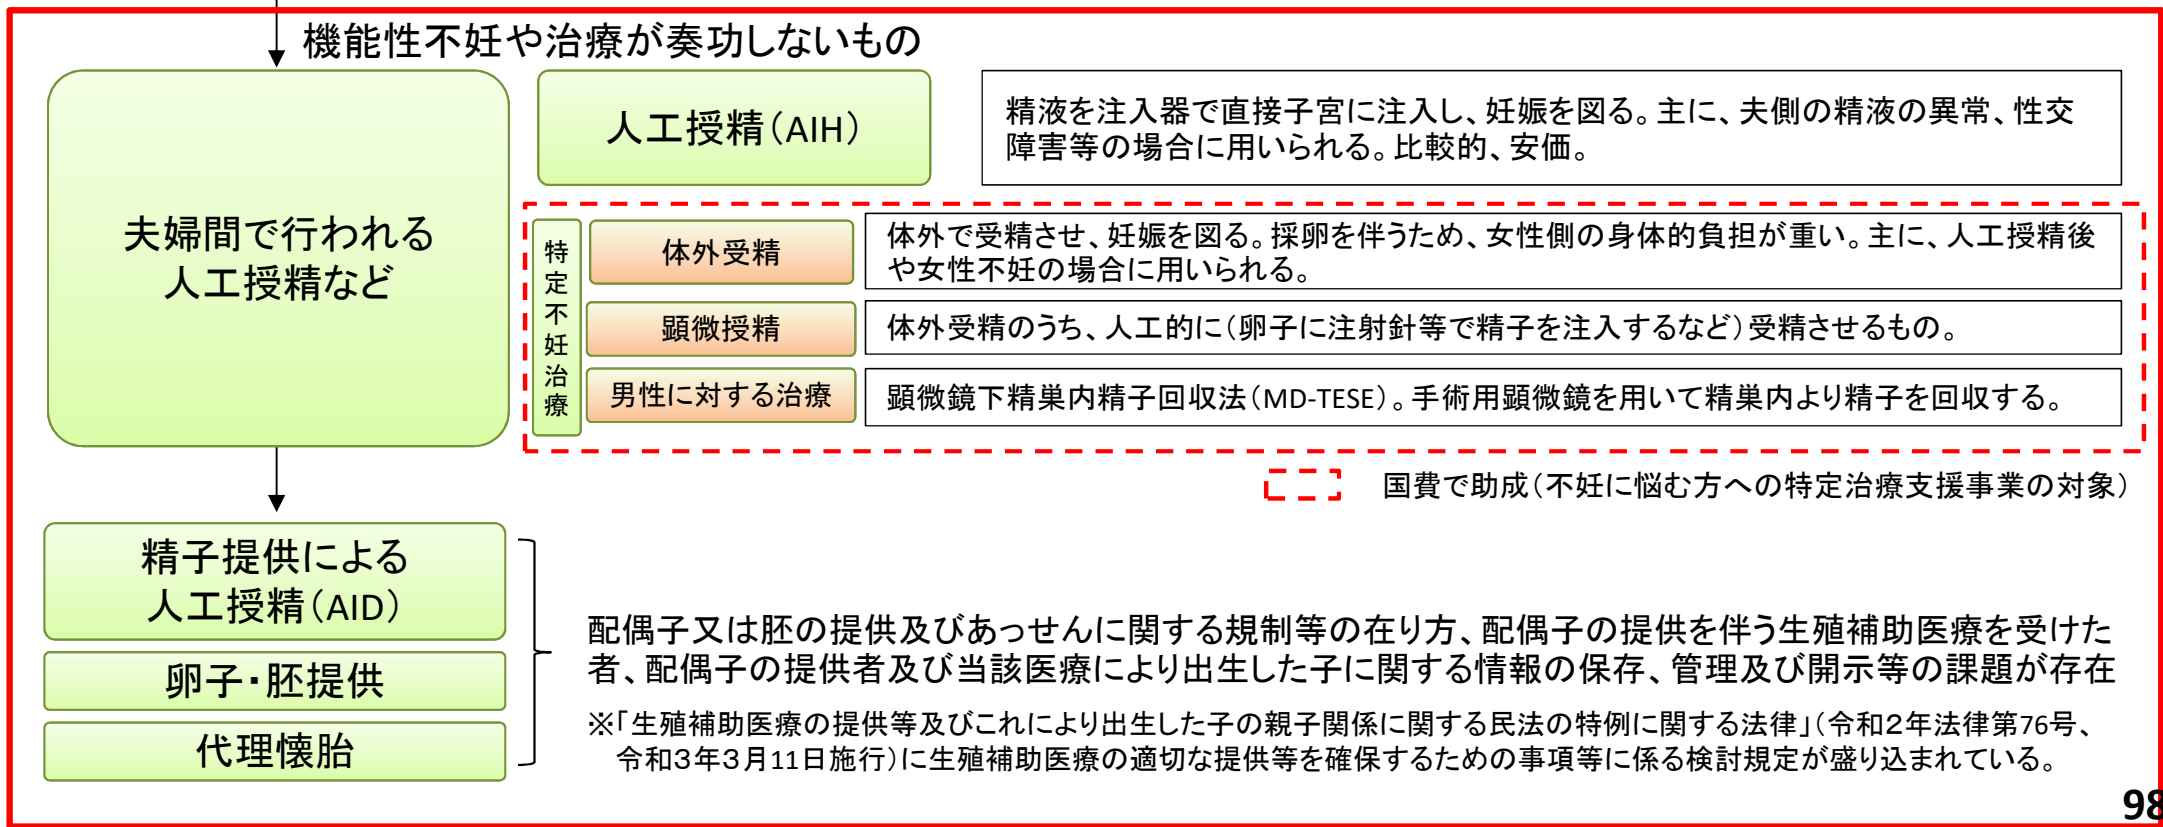 機能性不妊や治療が奏功しないもの
夫婦間で行われる
人工授精など
人工授精（AIH）
精液を注入器で直接子宮に注入し、妊娠を図る。主に、夫側の精液の異常、性交
障害等の場合に用いられる。比較的、安価。
特定不妊治療
体外受精
体外で受精させ、妊娠を図る。採卵を伴うため、女性側の身体的負担が重い。主に、人工授精後
や女性不妊の場合に用いられる。
顕微授精
体外受精のうち、人工的に（卵子に注射針等で精子を注入するなど）受精させるもの。
男性に対する治療
顕微鏡下精巣内精子回収法（MD-TESE）。手術用顕微鏡を用いて精巣内より精子を回収する。
国費で助成（不妊に悩む方への特定治療支援事業の対象）
精子提供による
人工授精（AID）
卵子・胚提供
代理懐胎
配偶子又は胚の提供及びあっせんに関する規制等の在り方、配偶子の提供を伴う生殖補助医療を受けた
者、配偶子の提供者及び当該医療により出生した子に関する情報の保存、管理及び開示等の課題が存在
※「生殖補助医療の提供等及びこれにより出生した子の親子関係に関する民法の特例に関する法律」（令和２年法律第76号、
令和３年３月11日施行）に生殖補助医療の適切な提供等を確保するための事項等に係る検討規定が盛り込まれている。
98